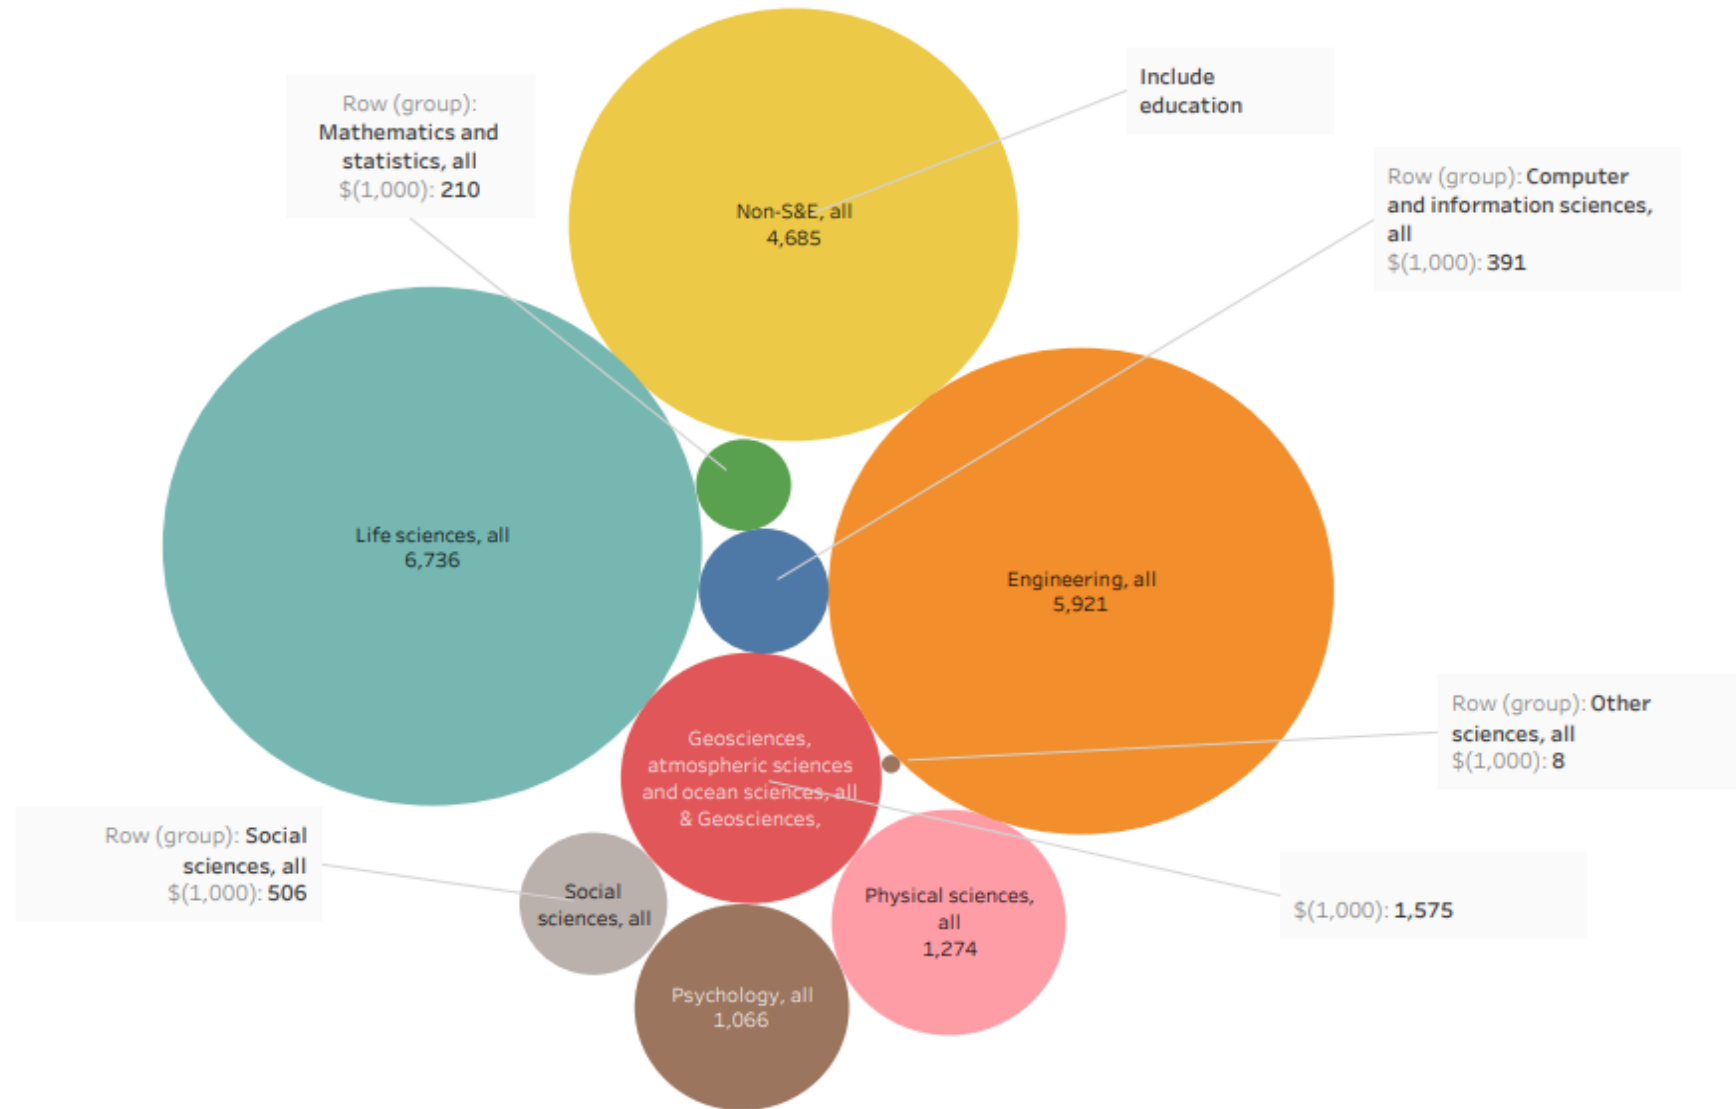 Include
education
Row (group):
Mathematics and
statistics, all
$(1,000): 210
Row (group): Computer
and information sciences,
all
$(1,000): 391
Non-S&E, all
4,685
Life sciences, all
6,736
Engineering, all
5,921
Row (group): Other
sciences, all
$(1,000): 8
Geosciences,
atmospheric sciences
and ocean sciences, all
& Geosciences,
Row (group): Social
sciences, all
$(1,000): 506
Social
sciences, all
Physical sciences,
all
1,274
$(1,000): 1,575
Psychology, all
1,066